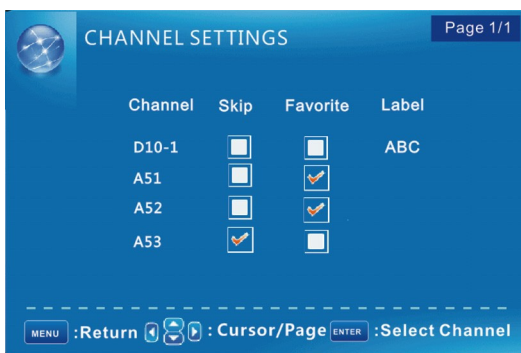 CHANNEL SETTINGS
Page 1/1
Channel Skip Favorite Label
D10-1 ABC
A51
A52
A53
MENU :Return : Cursor/Page ENTER :Select Channel